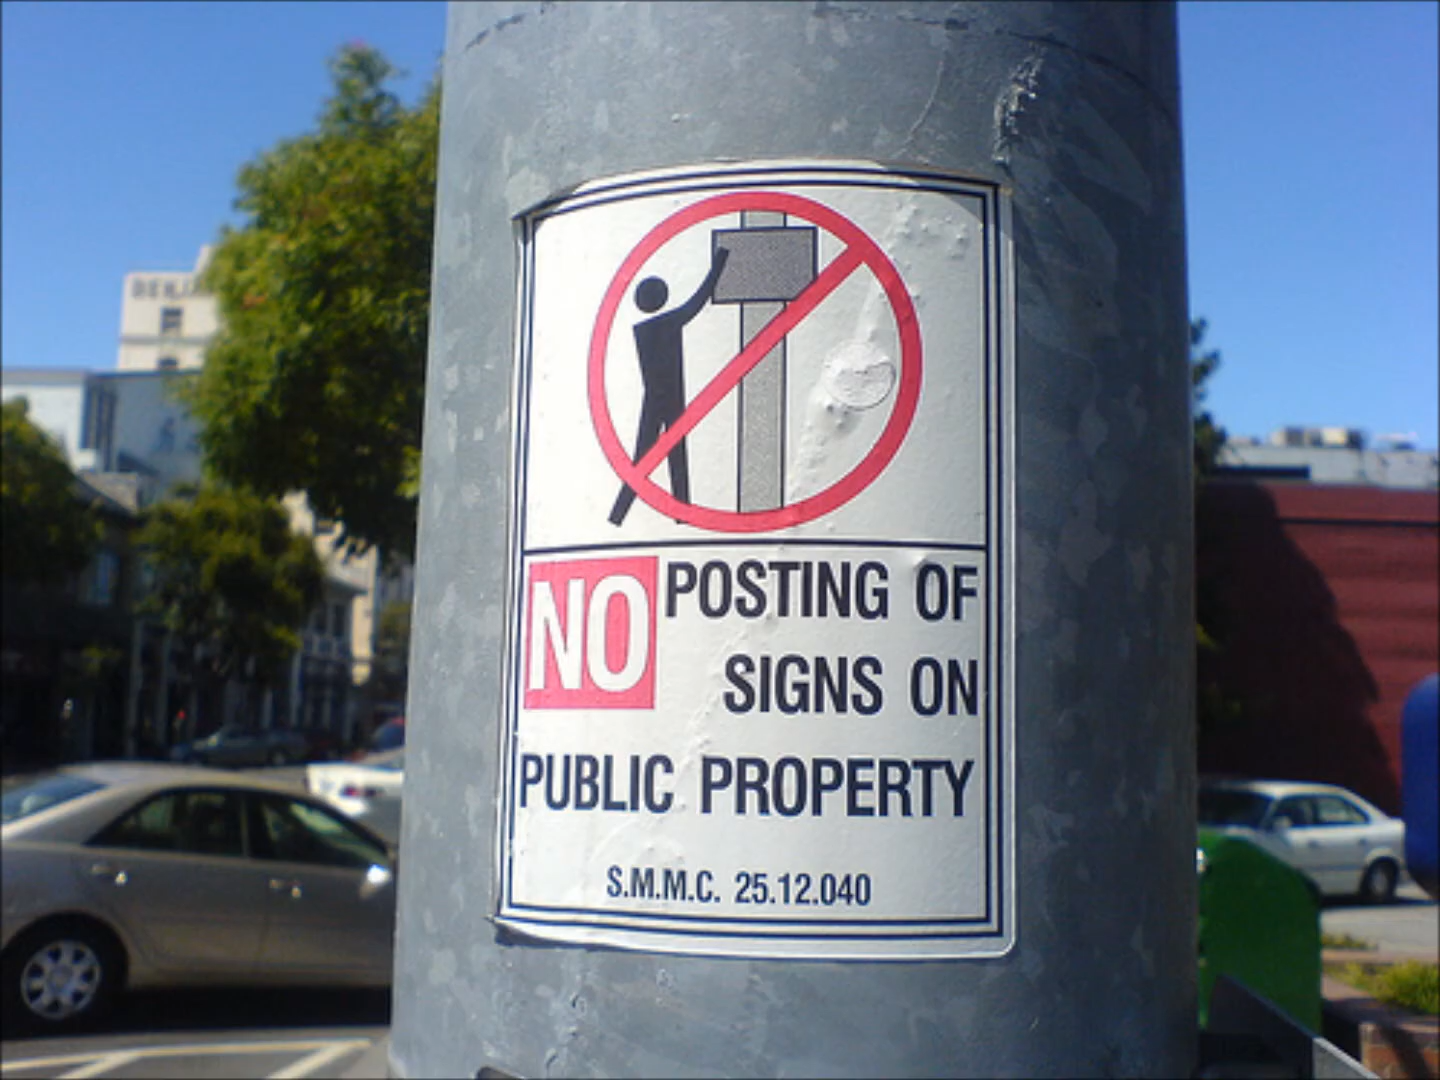 NO POSTING OF
SIGNS ON
PUBLIC PROPERTY
S.M.M.C. 25.12.040